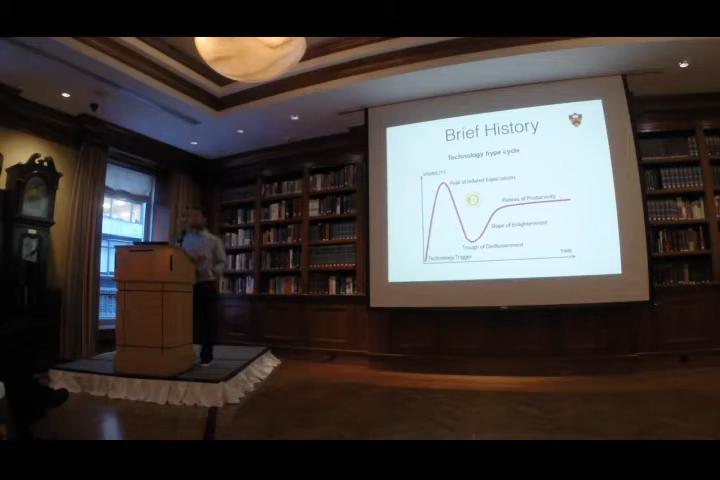 Brief History
Technology hype cycle
VISIBILITY
Peak of Inflated Expectations
Plateau of Productivity
Slope of Enlightenment
Trough of Disillusionment
Technology Trigger
TIME